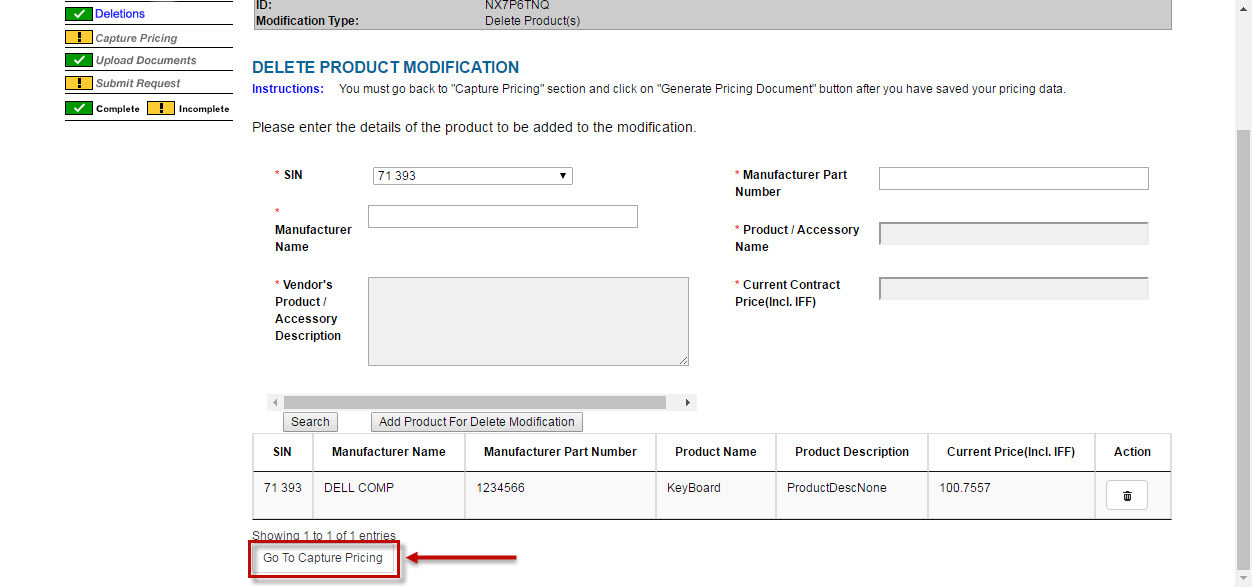 Deletions
Capture Pricing
Upload Documents
Submit Request
Complete Incomplete
ID: NX7P6TNQ
Modification Type: Delete Product(s)
DELETE PRODUCT MODIFICATION
Instructions: You must go back to "Capture Pricing" section and click on "Generate Pricing Document" button after you have saved your pricing data.
Please enter the details of the product to be added to the modification.
* SIN 71 393
* Manufacturer Part
Number
*
Manufacturer
Name
* Product / Accessory
Name
* Vendor's
Product /
Accessory
Description
* Current Contract
Price(Incl. IFF)
Search Add Product For Delete Modification
SIN Manufacturer Name Manufacturer Part Number Product Name Product Description Current Price(Incl. IFF) Action
71 393 DELL COMP 1234566 KeyBoard ProductDescNone 100.7557
Showing 1 to 1 of 1 entries
Go To Capture Pricing